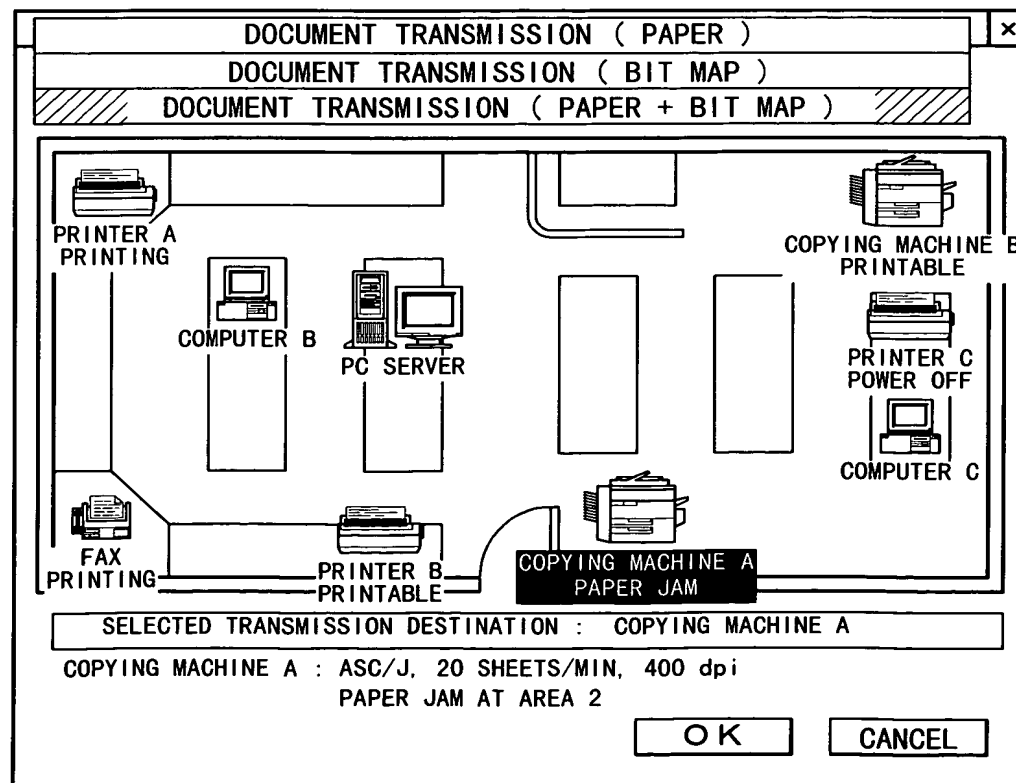 DOCUMENT TRANSMISSION ( PAPER )
×
DOCUMENT TRANSMISSION ( BIT MAP )
DOCUMENT TRANSMISSION ( PAPER + BIT MAP )
PRINTER A
PRINTING
COPYING MACHINE B
PRINTABLE
COMPUTER B
PC SERVER
PRINTER C
POWER OFF
COMPUTER C
FAX
PRINTING
PRINTER B
PRINTABLE
COPYING MACHINE A
PAPER JAM
SELECTED TRANSMISSION DESTINATION : COPYING MACHINE A
COPYING MACHINE A : ASC/J, 20 SHEETS/MIN, 400 dpi
PAPER JAM AT AREA 2
OK
CANCEL